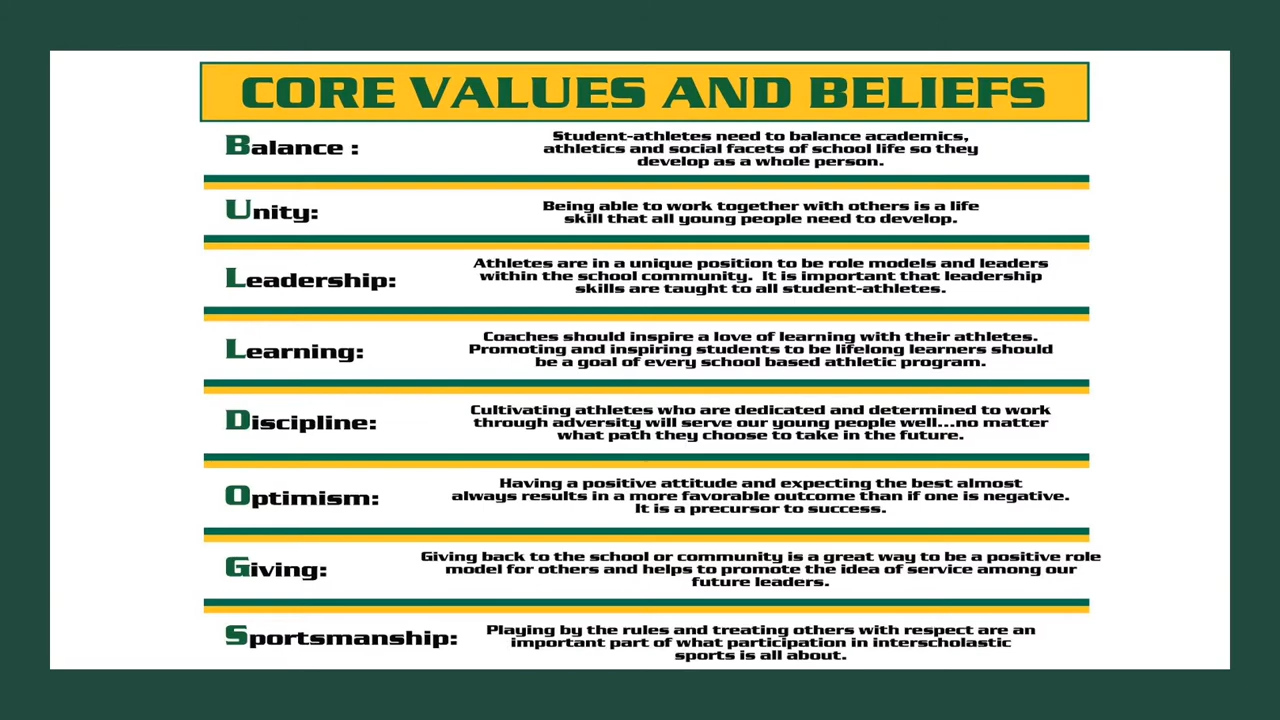 CORE VALUES AND BELIEFS
Balance :
Student-athletes need to balance academics,
athletics and social facets of school life so they
develop as a whole person.
Unity:
Being able to work together with others is a life
skill that all young people need to develop.
Leadership:
Athletes are in a unique position to be role models and leaders
within the school community.  It is important that leadership
skills are taught to all student-athletes.
Learning:
Coaches should inspire a love of learning with their athletes.
Promoting and inspiring students to be lifelong learners should
be a goal of every school based athletic program.
Discipline:
Cultivating athletes who are dedicated and determined to work
through adversity will serve our young people well...no matter
what path they choose to take in the future.
Optimism:
Having a positive attitude and expecting the best almost
always results in a more favorable outcome than if one is negative.
It is a precursor to success.
Giving:
Giving back to the school or community is a great way to be a positive role
model for others and helps to promote the idea of service among our
future leaders.
Sportsmanship:
Playing by the rules and treating others with respect are an
important part of what participation in interscholastic
sports is all about.